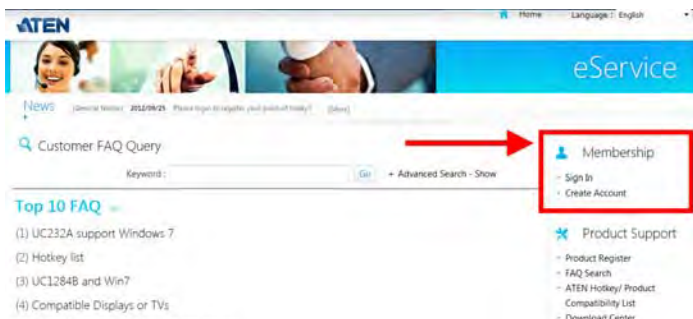 Home Language : English
ATEN
eService
News [General Notice] 2012/09/25 Please login to register your product today!! [More]
Customer FAQ Query
Keyword : Go + Advanced Search - Show
Top 10 FAQ
(1) UC232A support Windows 7
(2) Hotkey list
(3) UC1284B and Win7
(4) Compatible Displays or TVs
Membership
- Sign In
- Create Account
Product Support
- Product Register
- FAQ Search
- ATEN Hotkey/ Product
Compatibility List
- Download Center